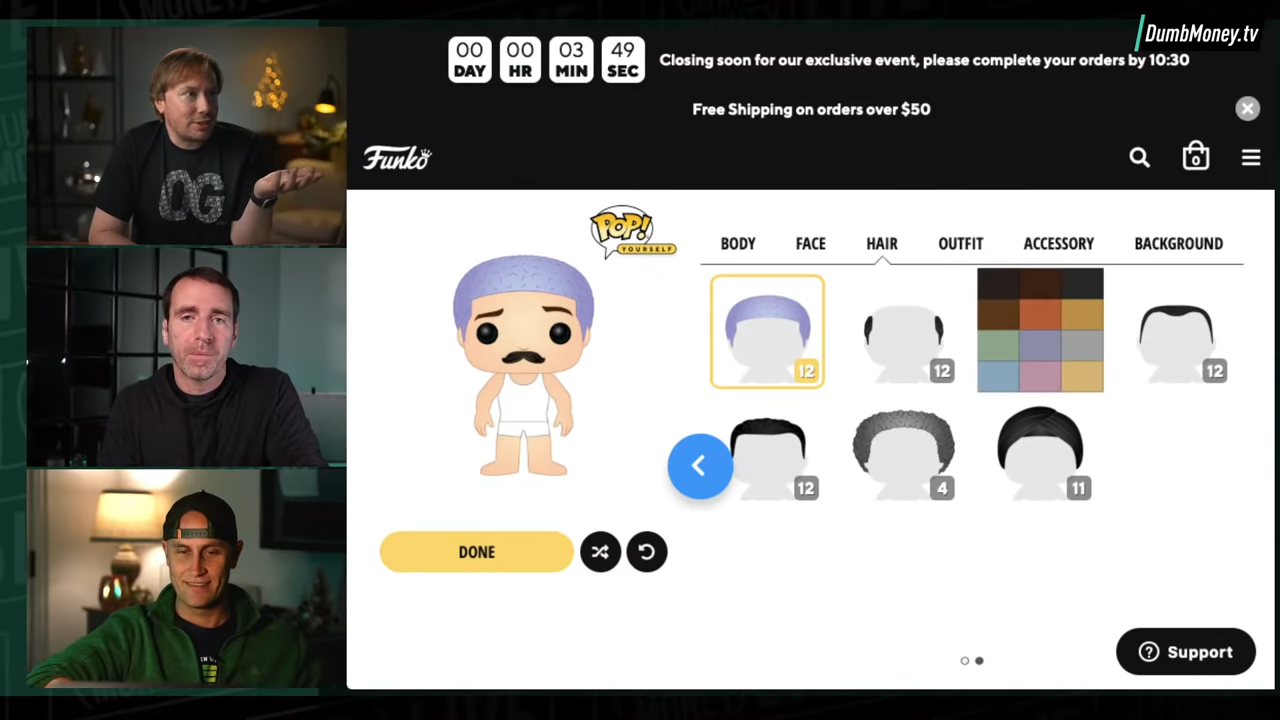 DumbMoney.tv
00 DAY 00 HR 03 MIN 49 SEC
Closing soon for our exclusive event, please complete your orders by 10:30
Free Shipping on orders over $50
Funko
0
POP!
YOURSELF
BODY FACE HAIR OUTFIT ACCESSORY BACKGROUND
12 12 12
12 4 11
DONE
Support
OG